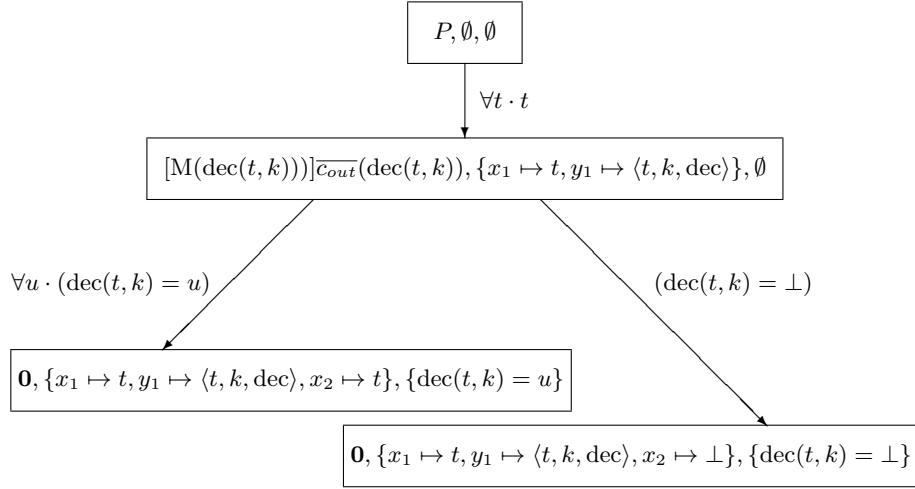 P, ∅, ∅
∀t · t
[M(dec(t, k)))]c̅_̅o̅u̅t̅(dec(t, k)), {x₁ ↦ t, y₁ ↦ ⟨t, k, dec⟩}, ∅
∀u · (dec(t, k) = u)
(dec(t, k) = ⊥)
𝟎, {x₁ ↦ t, y₁ ↦ ⟨t, k, dec⟩, x₂ ↦ t}, {dec(t, k) = u}
𝟎, {x₁ ↦ t, y₁ ↦ ⟨t, k, dec⟩, x₂ ↦ ⊥}, {dec(t, k) = ⊥}